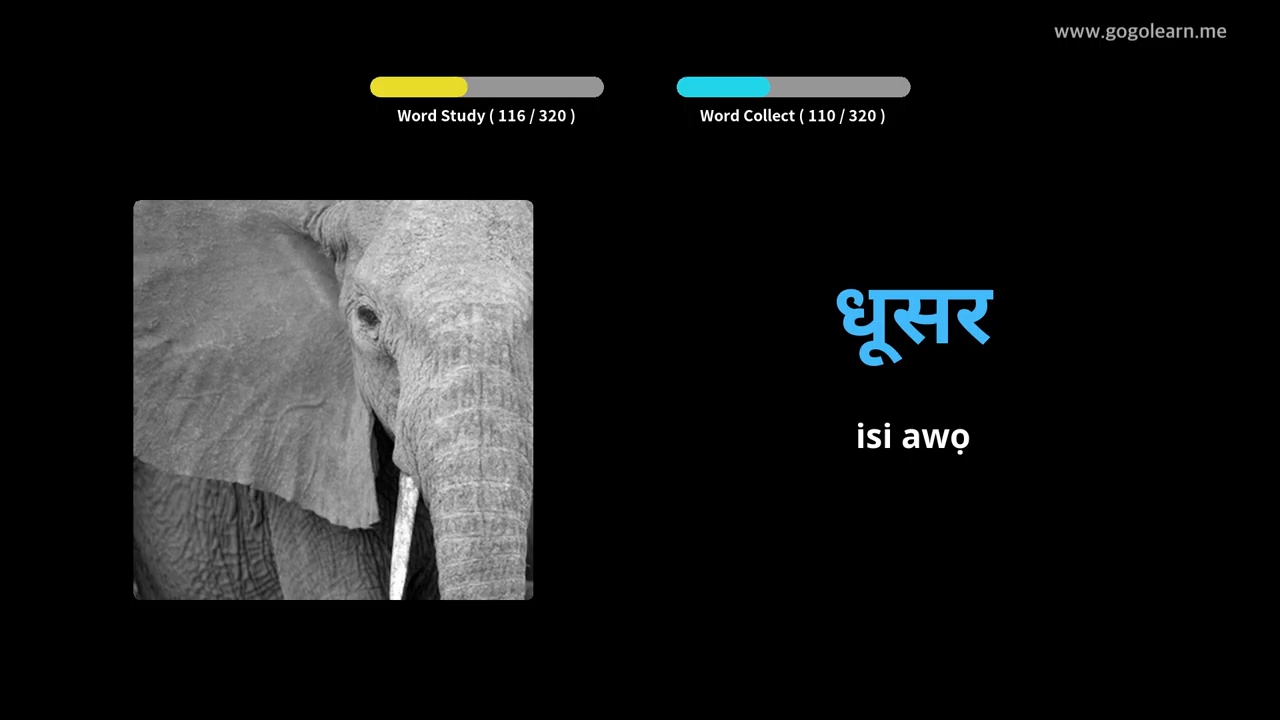 www.gogolearn.me
Word Study ( 116 / 320 )
Word Collect ( 110 / 320 )
धूसर
isi awọ